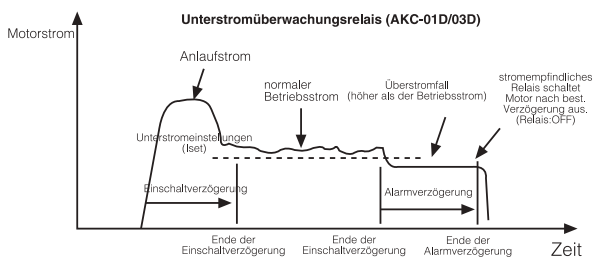 Unterstromüberwachungsrelais (AKC-01D/03D)
Motorstrom
Anlaufstrom
normaler
Betriebsstrom
Überstromfall
(höher als der Betriebsstrom)
stromempfindliches
Relais schaltet
Motor nach best.
Verzögerung aus.
(Relais:OFF)
Unterstromeinstellungen
(Iset)
Einschaltverzögerung
Alarmverzögerung
Ende der
Einschaltverzögerung
Ende der
Einschaltverzögerung
Ende der
Alarmverzögerung
Zeit